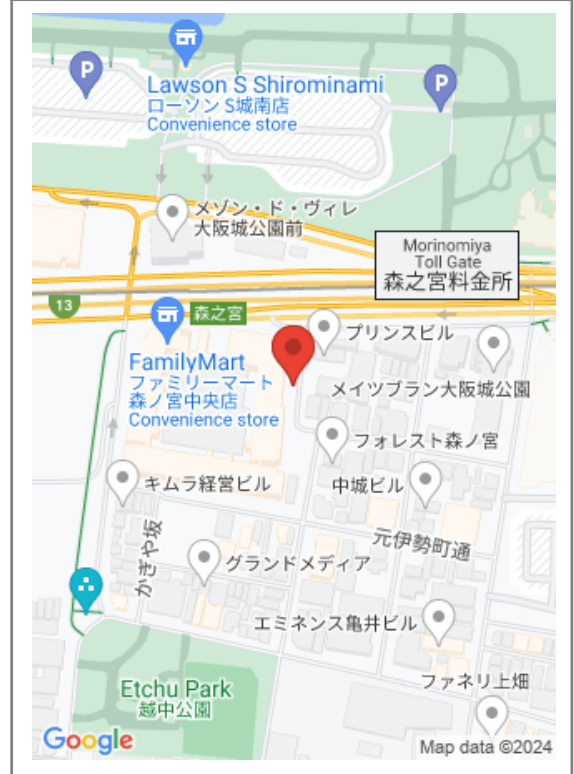 P
Lawson S Shirominami
ローソン S城南店
Convenience store
P
メゾン・ド・ヴィレ
大阪城公園前
Morinomiya
Toll Gate
森之宮料金所
13
森之宮
プリンスビル
FamilyMart
ファミリーマート
森ノ宮中央店
Convenience store
メイツブラン大阪城公園
フォレスト森ノ宮
キムラ経営ビル
中城ビル
かぎや坂
元伊勢町通
グランドメディア
エミネンス亀井ビル
Etchu Park
越中公園
ファネリ上畑
Google
Map data ©2024